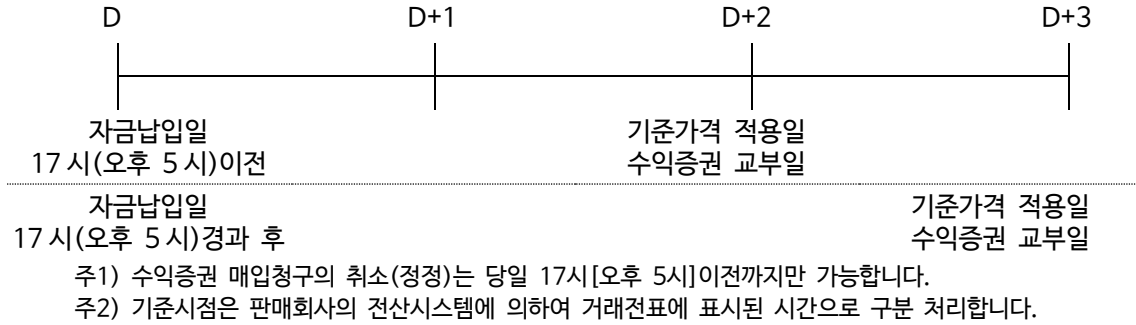 D D+1 D+2 D+3
자금납입일 기준가격 적용일
17시(오후 5시)이전 수익증권 교부일
자금납입일 기준가격 적용일
17시(오후 5시)경과 후 수익증권 교부일
주1) 수익증권 매입청구의 취소(정정)는 당일 17시[오후 5시]이전까지만 가능합니다.
주2) 기준시점은 판매회사의 전산시스템에 의하여 거래전표에 표시된 시간으로 구분 처리합니다.